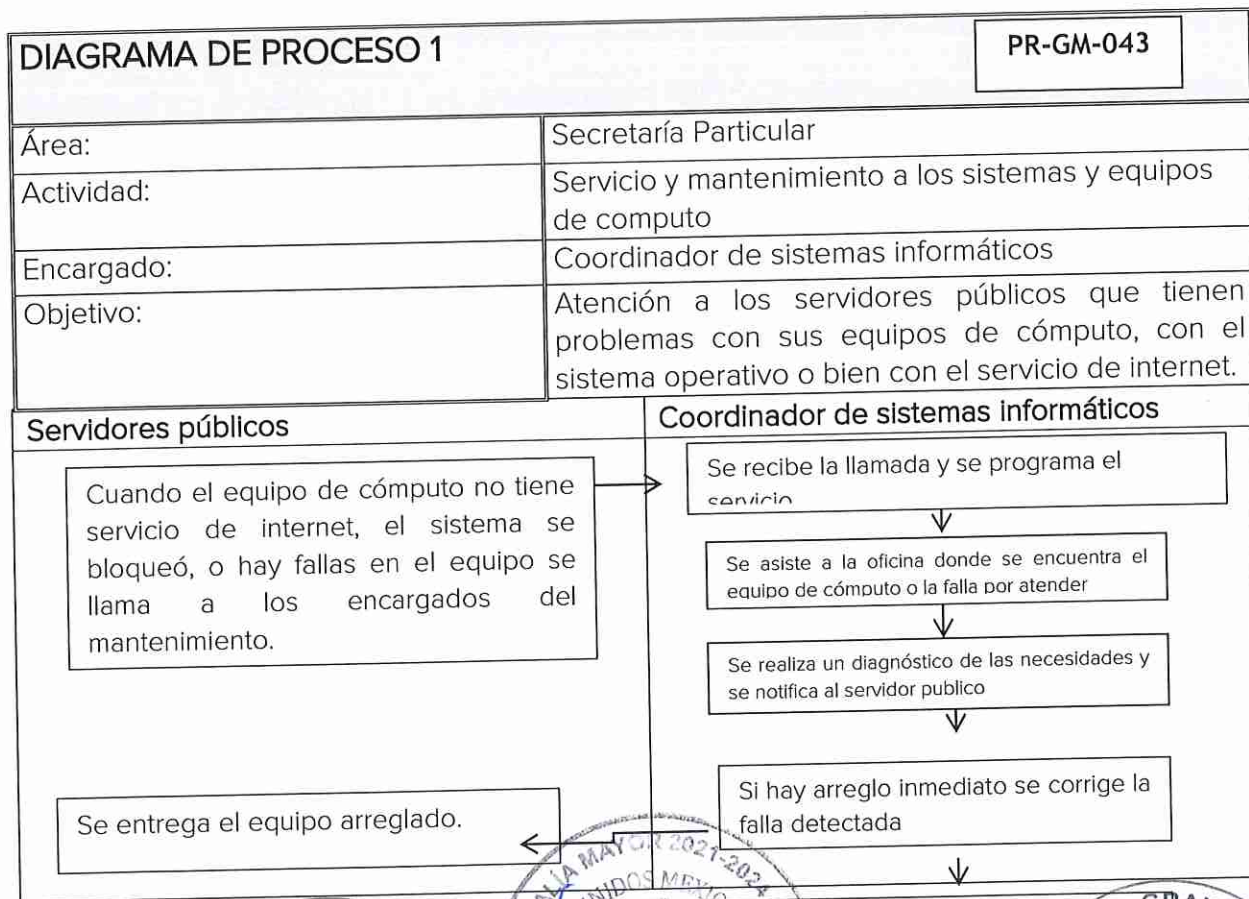 DIAGRAMA DE PROCESO 1
PR-GM-043
Área:
Secretaría Particular
Actividad:
Servicio y mantenimiento a los sistemas y equipos
de computo
Encargado:
Coordinador de sistemas informáticos
Objetivo:
Atención a los servidores públicos que tienen
problemas con sus equipos de cómputo, con el
sistema operativo o bien con el servicio de internet.
Servidores públicos
Coordinador de sistemas informáticos
Cuando el equipo de cómputo no tiene
servicio de internet, el sistema se
bloqueó, o hay fallas en el equipo se
llama a los encargados del
mantenimiento.
Se recibe la llamada y se programa el
servicio
Se asiste a la oficina donde se encuentra el
equipo de cómputo o la falla por atender
Se realiza un diagnóstico de las necesidades y
se notifica al servidor publico
Si hay arreglo inmediato se corrige la
falla detectada
Se entrega el equipo arreglado.
MAYOR 2021-2024